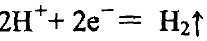 2H⁺+ 2e⁻= H₂↑